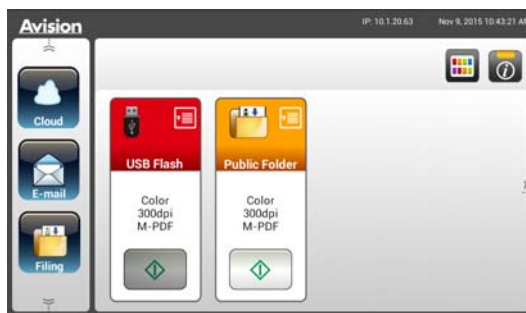 Avision
IP: 10.1.20.63
Nov 9, 2015 10:43:21 AM
Cloud
E-mail
Filing
USB Flash
Color
300dpi
M-PDF
Public Folder
Color
300dpi
M-PDF